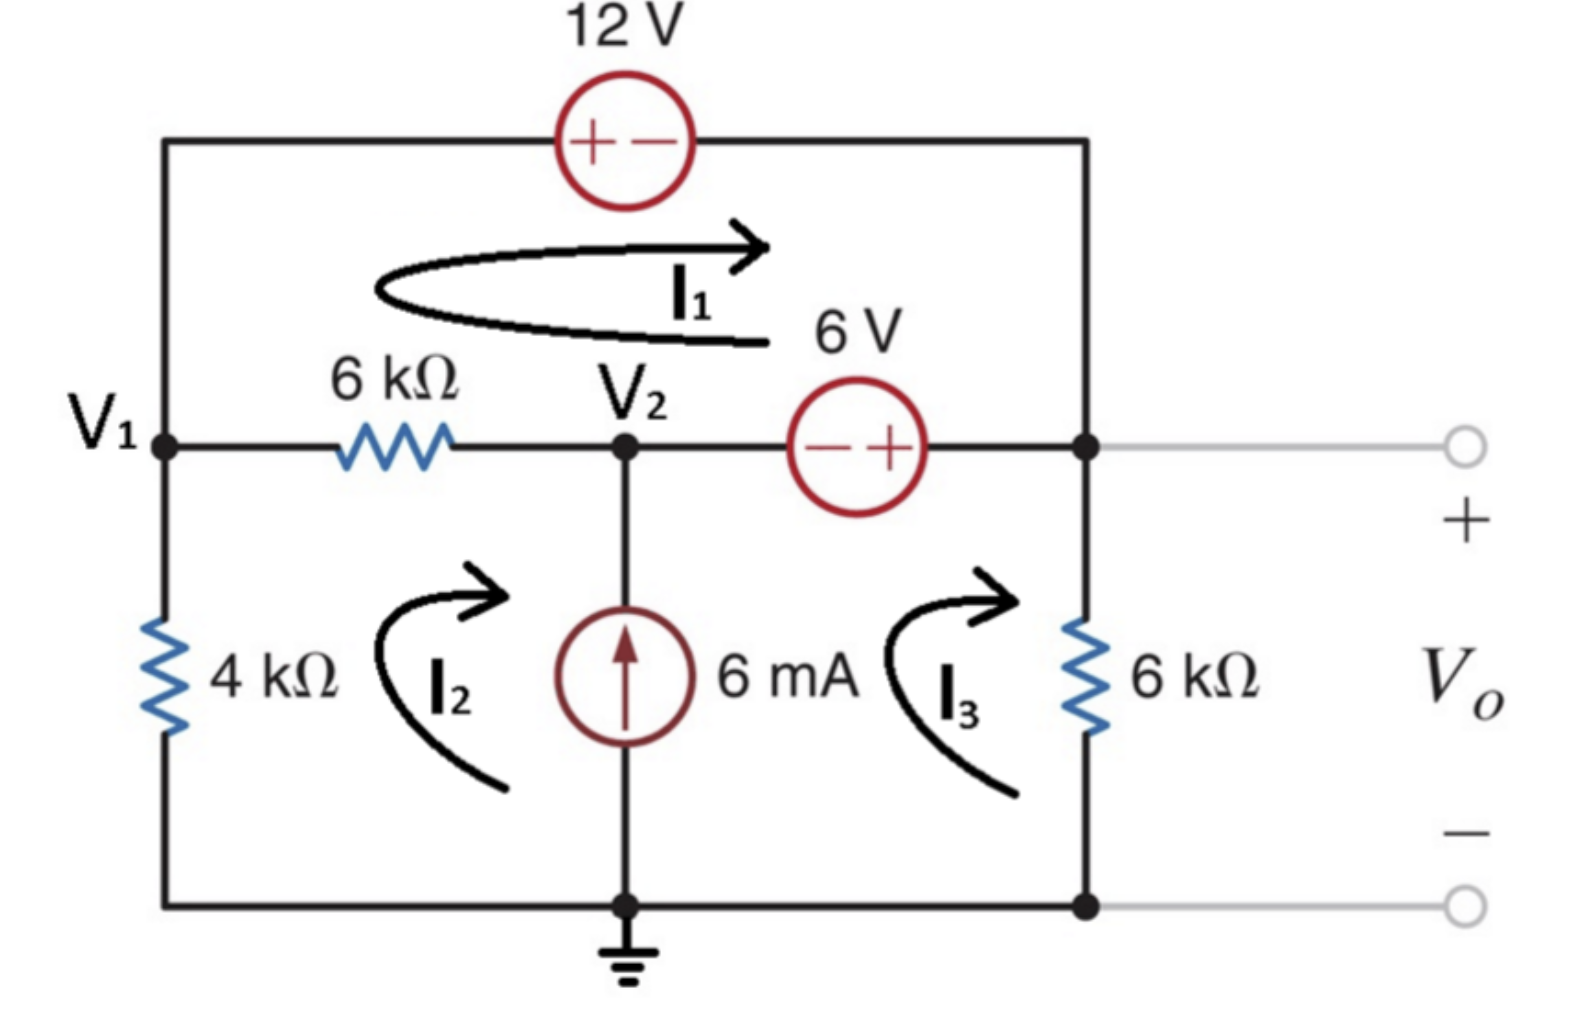 12 V
+ −
I1
6 V
6 kΩ
V2
V1
− +
+
4 kΩ
I2
6 mA
I3
6 kΩ
Vo
−